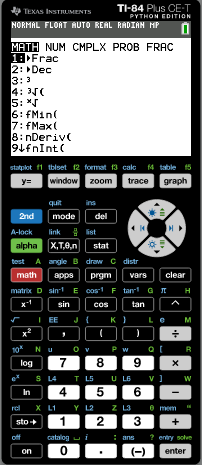 TEXAS INSTRUMENTS TI-84 Plus CE-T
PYTHON EDITION
NORMAL FLOAT AUTO REAL RADIAN MP
MATH NUM CMPLX PROB FRAC
1:▶Frac
2:▶Dec
3:³
4:³√(
5:ˣ√
6:fMin(
7:fMax(
8:nDeriv(
9↓fnInt(
statplot f1 tblset f2 format f3 calc f4 table f5
y= window zoom trace graph
quit ins
2nd mode del
A-lock link list
alpha X,T,θ,n stat
test A angle B draw C distr
math apps prgm vars clear
matrix D sin⁻¹ E cos⁻¹ F tan⁻¹ G π H
x⁻¹ sin cos tan ^
√ I EE J { K } L e M
x² , ( ) ÷
10ˣ N u O v P w Q [ R
log 7 8 9 ×
eˣ S L4 T L5 U L6 V ] W
ln 4 5 6 −
rcl X L1 Y L2 Z L3 θ mem "
sto→ 1 2 3 +
off catalog i : ans ? entry solve
on 0 . (−) enter